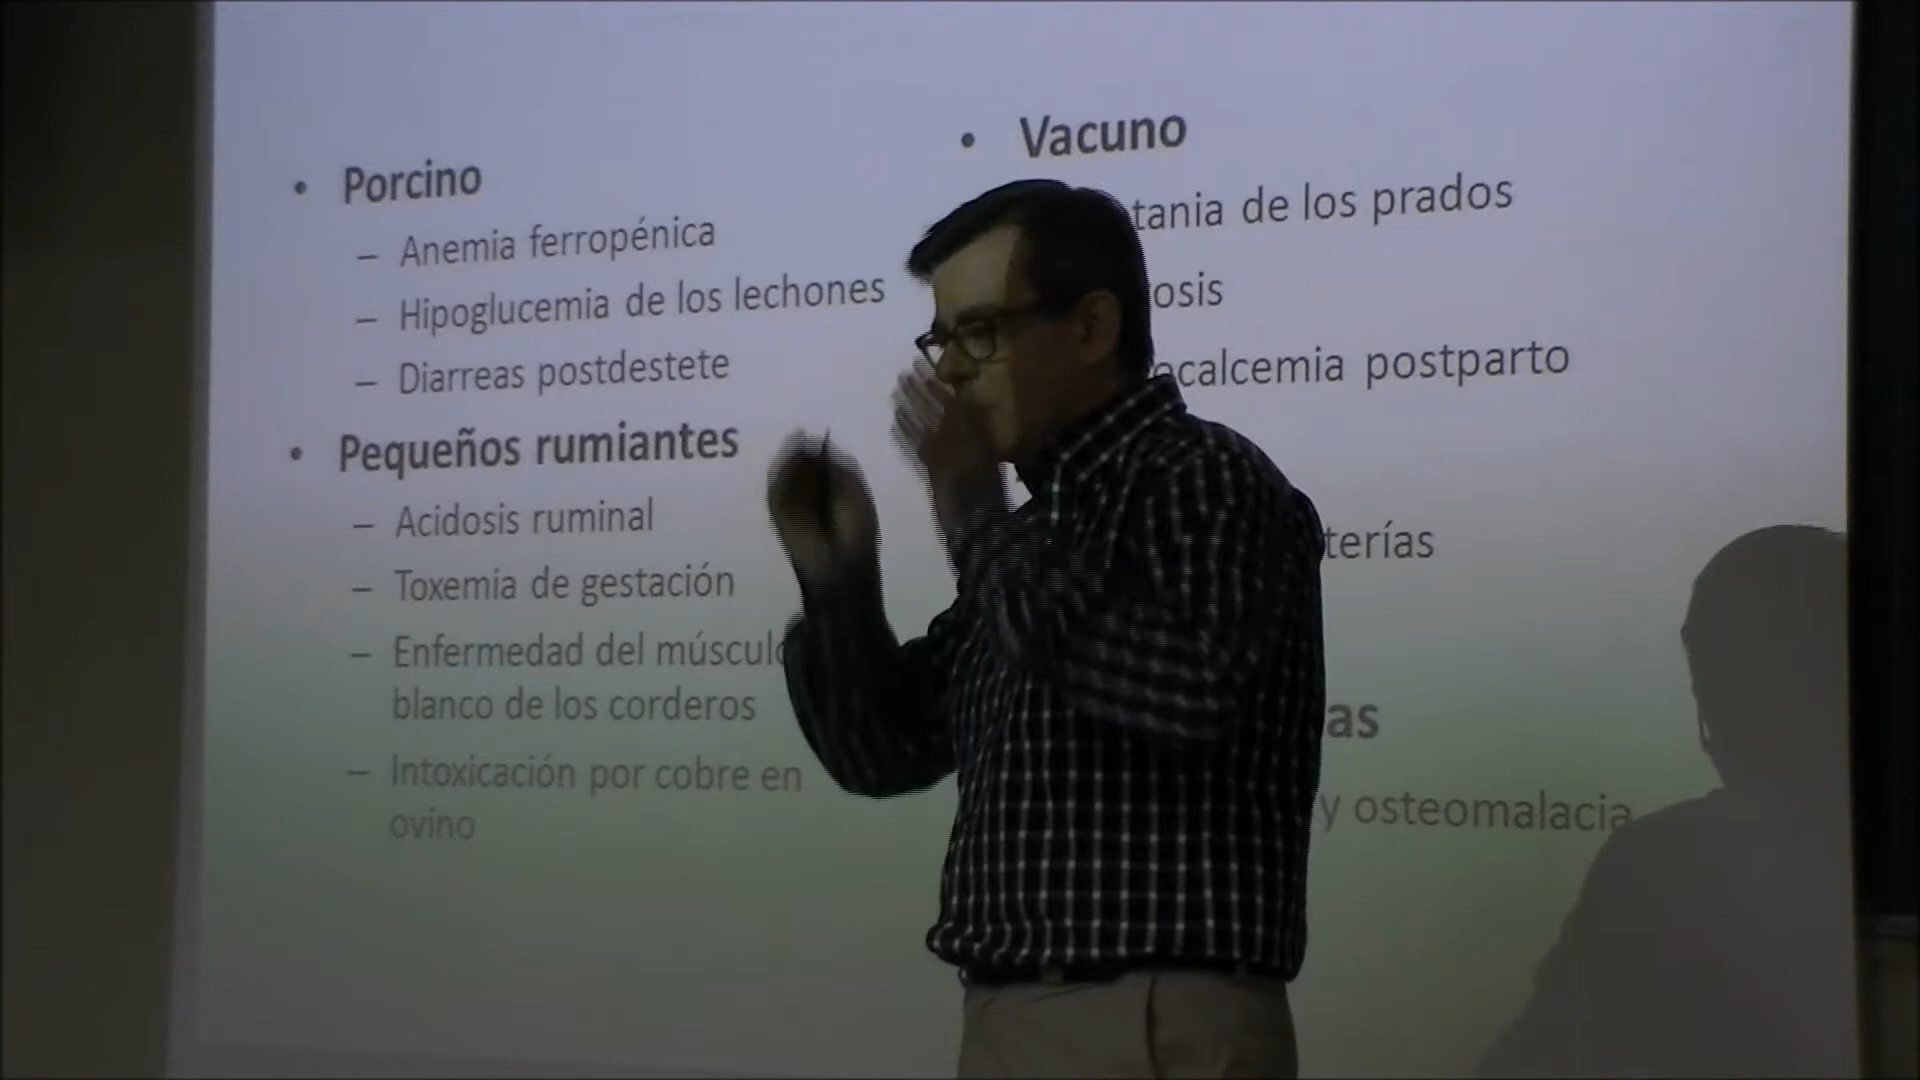 • Porcino
– Anemia ferropénica
– Hipoglucemia de los lechones
– Diarreas postdestete
• Pequeños rumiantes
– Acidosis ruminal
– Toxemia de gestación
– Enfermedad del músculo
blanco de los corderos
– Intoxicación por cobre en
ovino
• Vacuno
tania de los prados
osis
ocalcemia postparto
terías
as
y osteomalacia